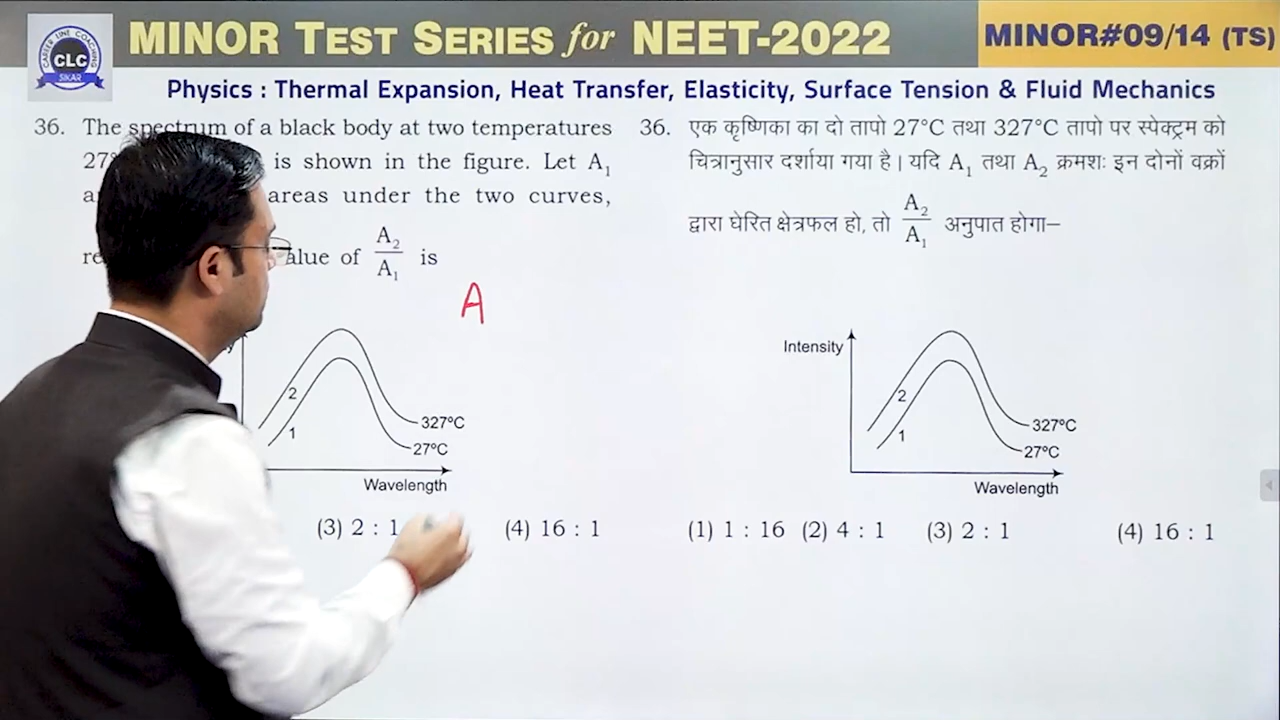 CAREER LINE COACHING
CLC
SIKAR
MINOR TEST SERIES for NEET-2022
MINOR#09/14 (TS)
Physics : Thermal Expansion, Heat Transfer, Elasticity, Surface Tension & Fluid Mechanics
36. The spectrum of a black body at two temperatures
27° is shown in the figure. Let A₁
areas under the two curves,
value of A₂/A₁ is
A
2
1
327ºC
27ºC
Wavelength
(3) 2 : 1 (4) 16 : 1
36. एक कृष्णिका का दो तापो 27°C तथा 327°C तापो पर स्पेक्ट्रम को
चित्रानुसार दर्शाया गया है। यदि A₁ तथा A₂ क्रमशः इन दोनों वक्रों
द्वारा घेरित क्षेत्रफल हो, तो A₂/A₁ अनुपात होगा–
Intensity
2
1
327ºC
27ºC
Wavelength
(1) 1 : 16 (2) 4 : 1 (3) 2 : 1 (4) 16 : 1